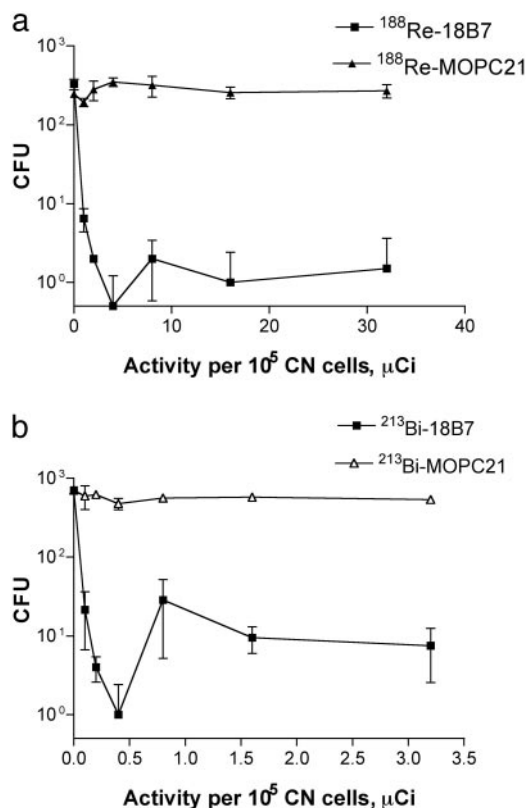 a
¹⁸⁸Re-18B7
¹⁸⁸Re-MOPC21
10³
10²
10¹
10⁰
CFU
0 10 20 30 40
Activity per 10⁵ CN cells, μCi
b
²¹³Bi-18B7
²¹³Bi-MOPC21
10³
10²
10¹
10⁰
CFU
0.0 0.5 1.0 1.5 2.0 2.5 3.0 3.5
Activity per 10⁵ CN cells, μCi